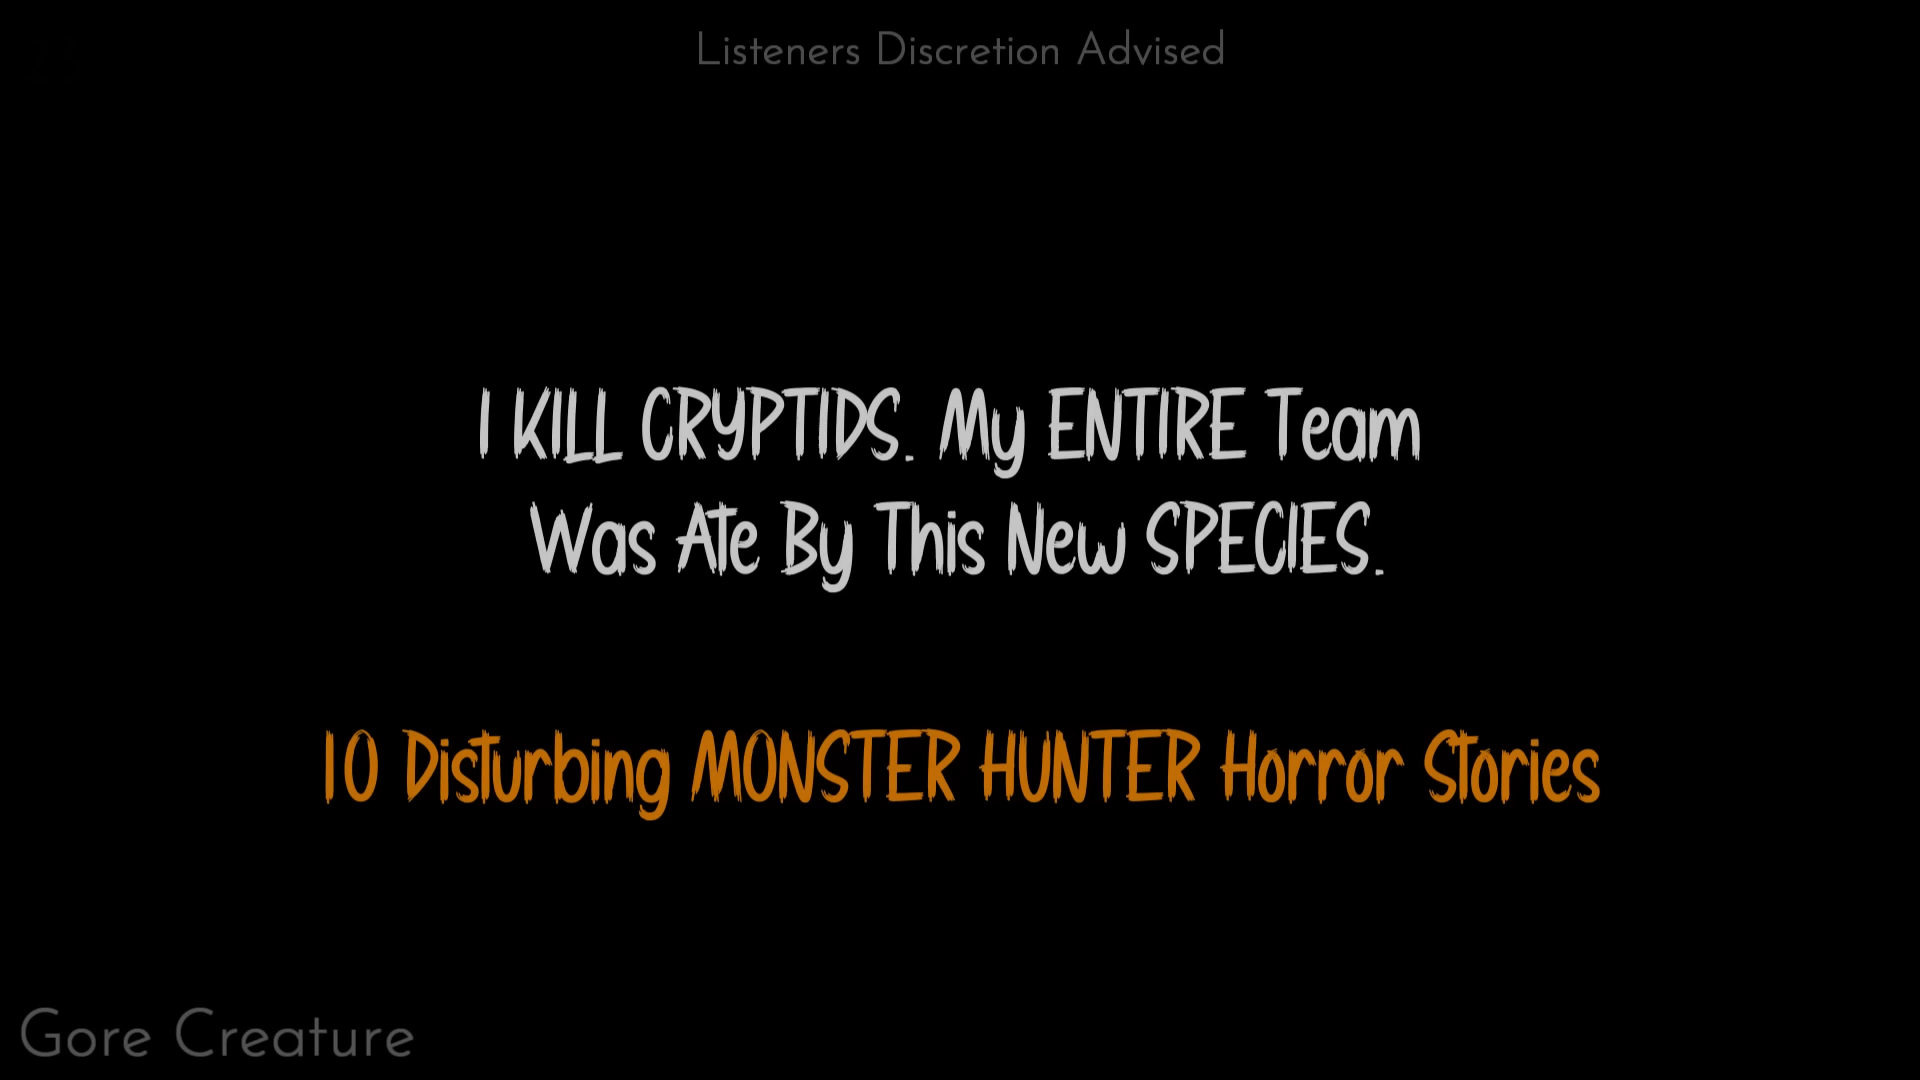 Listeners Discretion Advised
I KILL CRYPTIDS. My ENTIRE Team
Was Ate By This New SPECIES.
10 Disturbing MONSTER HUNTER Horror Stories
Gore Creature